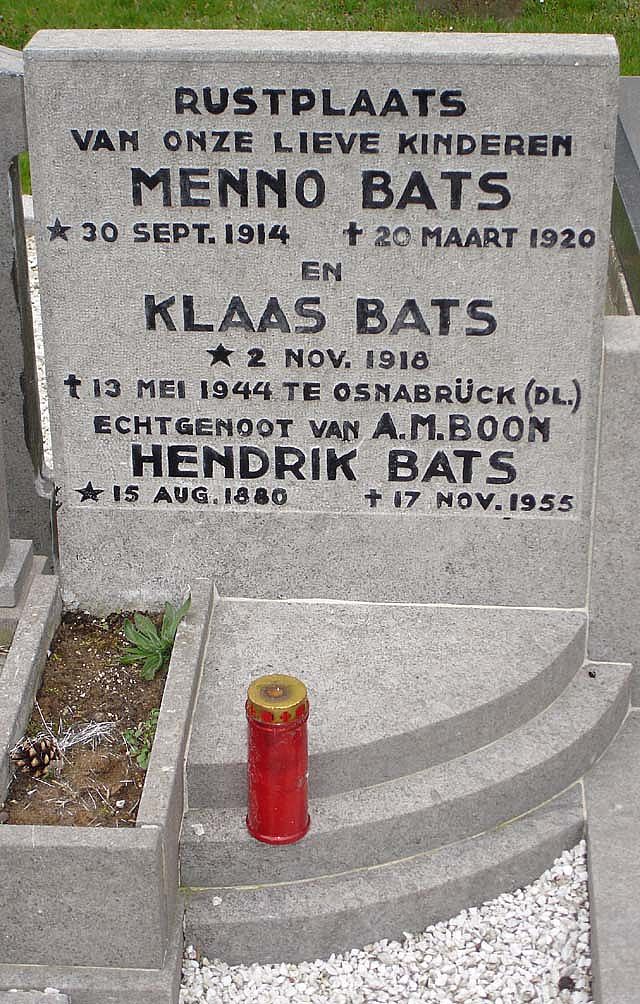 RUSTPLAATS
VAN ONZE LIEVE KINDEREN
MENNO BATS
★ 30 SEPT. 1914 ✝ 20 MAART 1920
EN
KLAAS BATS
★ 2 NOV. 1918
✝ 13 MEI 1944 TE OSNABRÜCK (DL.)
ECHTGENOOT VAN A.M. BOON
HENDRIK BATS
★ 15 AUG. 1880 ✝ 17 NOV. 1955